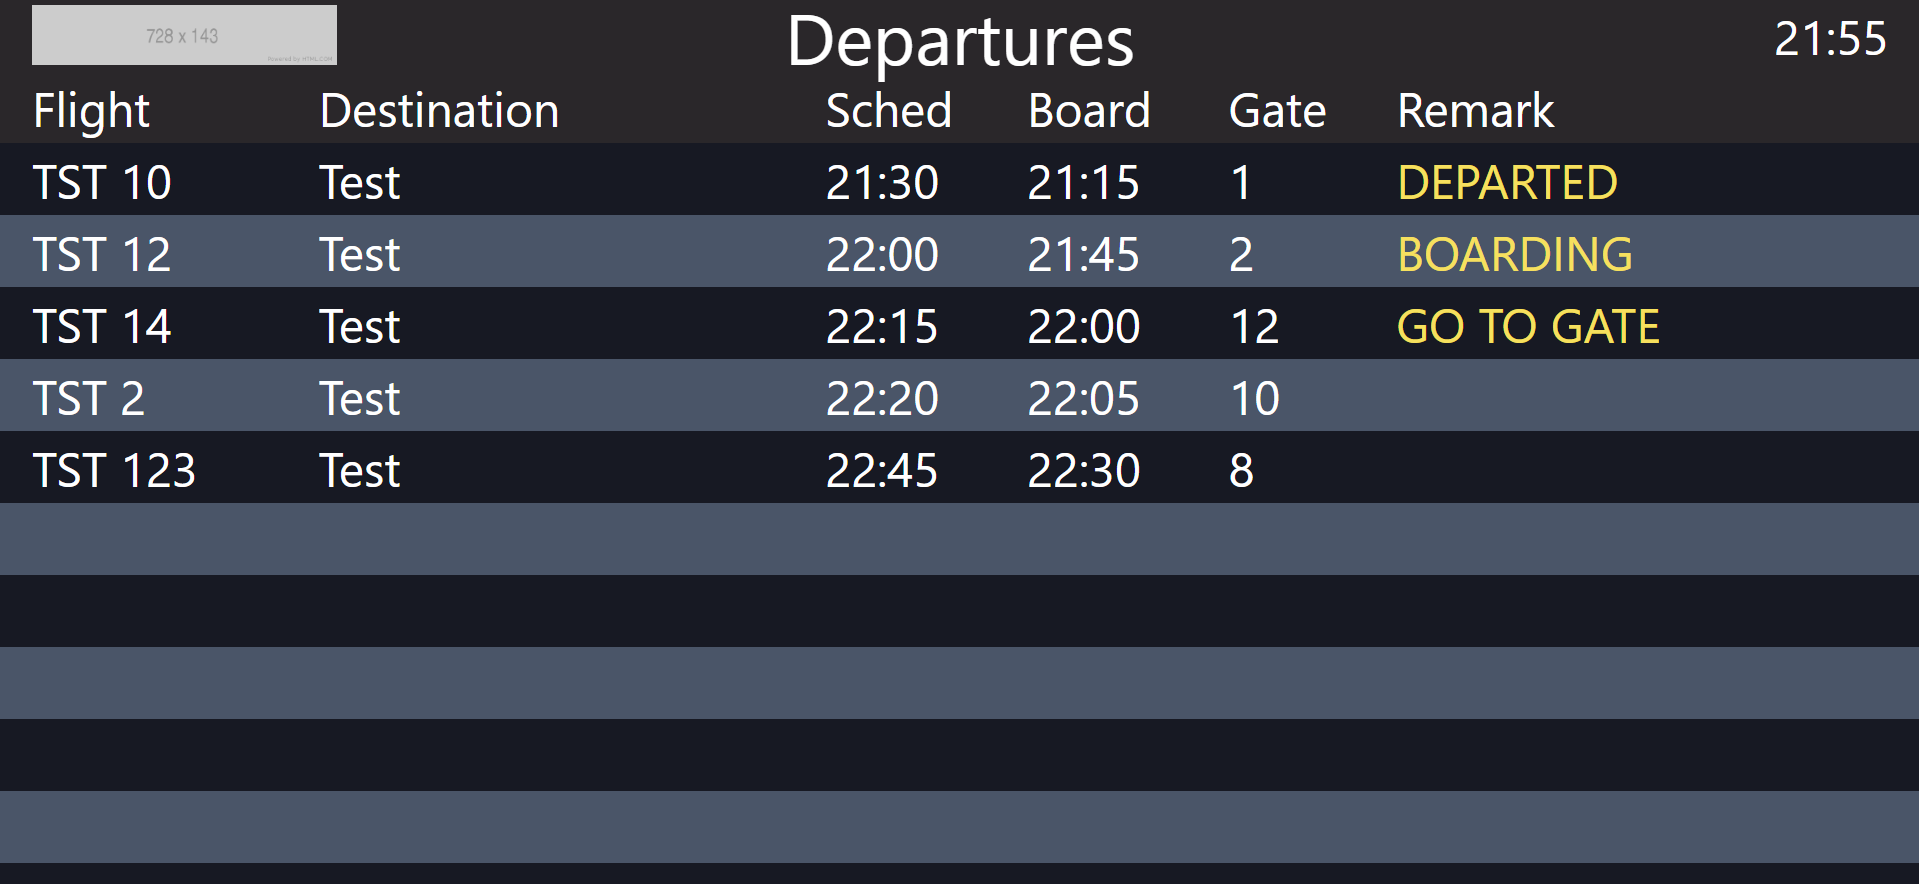 728 x 143
Powered by HTML.COM
Departures
21:55
Flight Destination Sched Board Gate Remark
TST 10 Test 21:30 21:15 1 DEPARTED
TST 12 Test 22:00 21:45 2 BOARDING
TST 14 Test 22:15 22:00 12 GO TO GATE
TST 2 Test 22:20 22:05 10
TST 123 Test 22:45 22:30 8